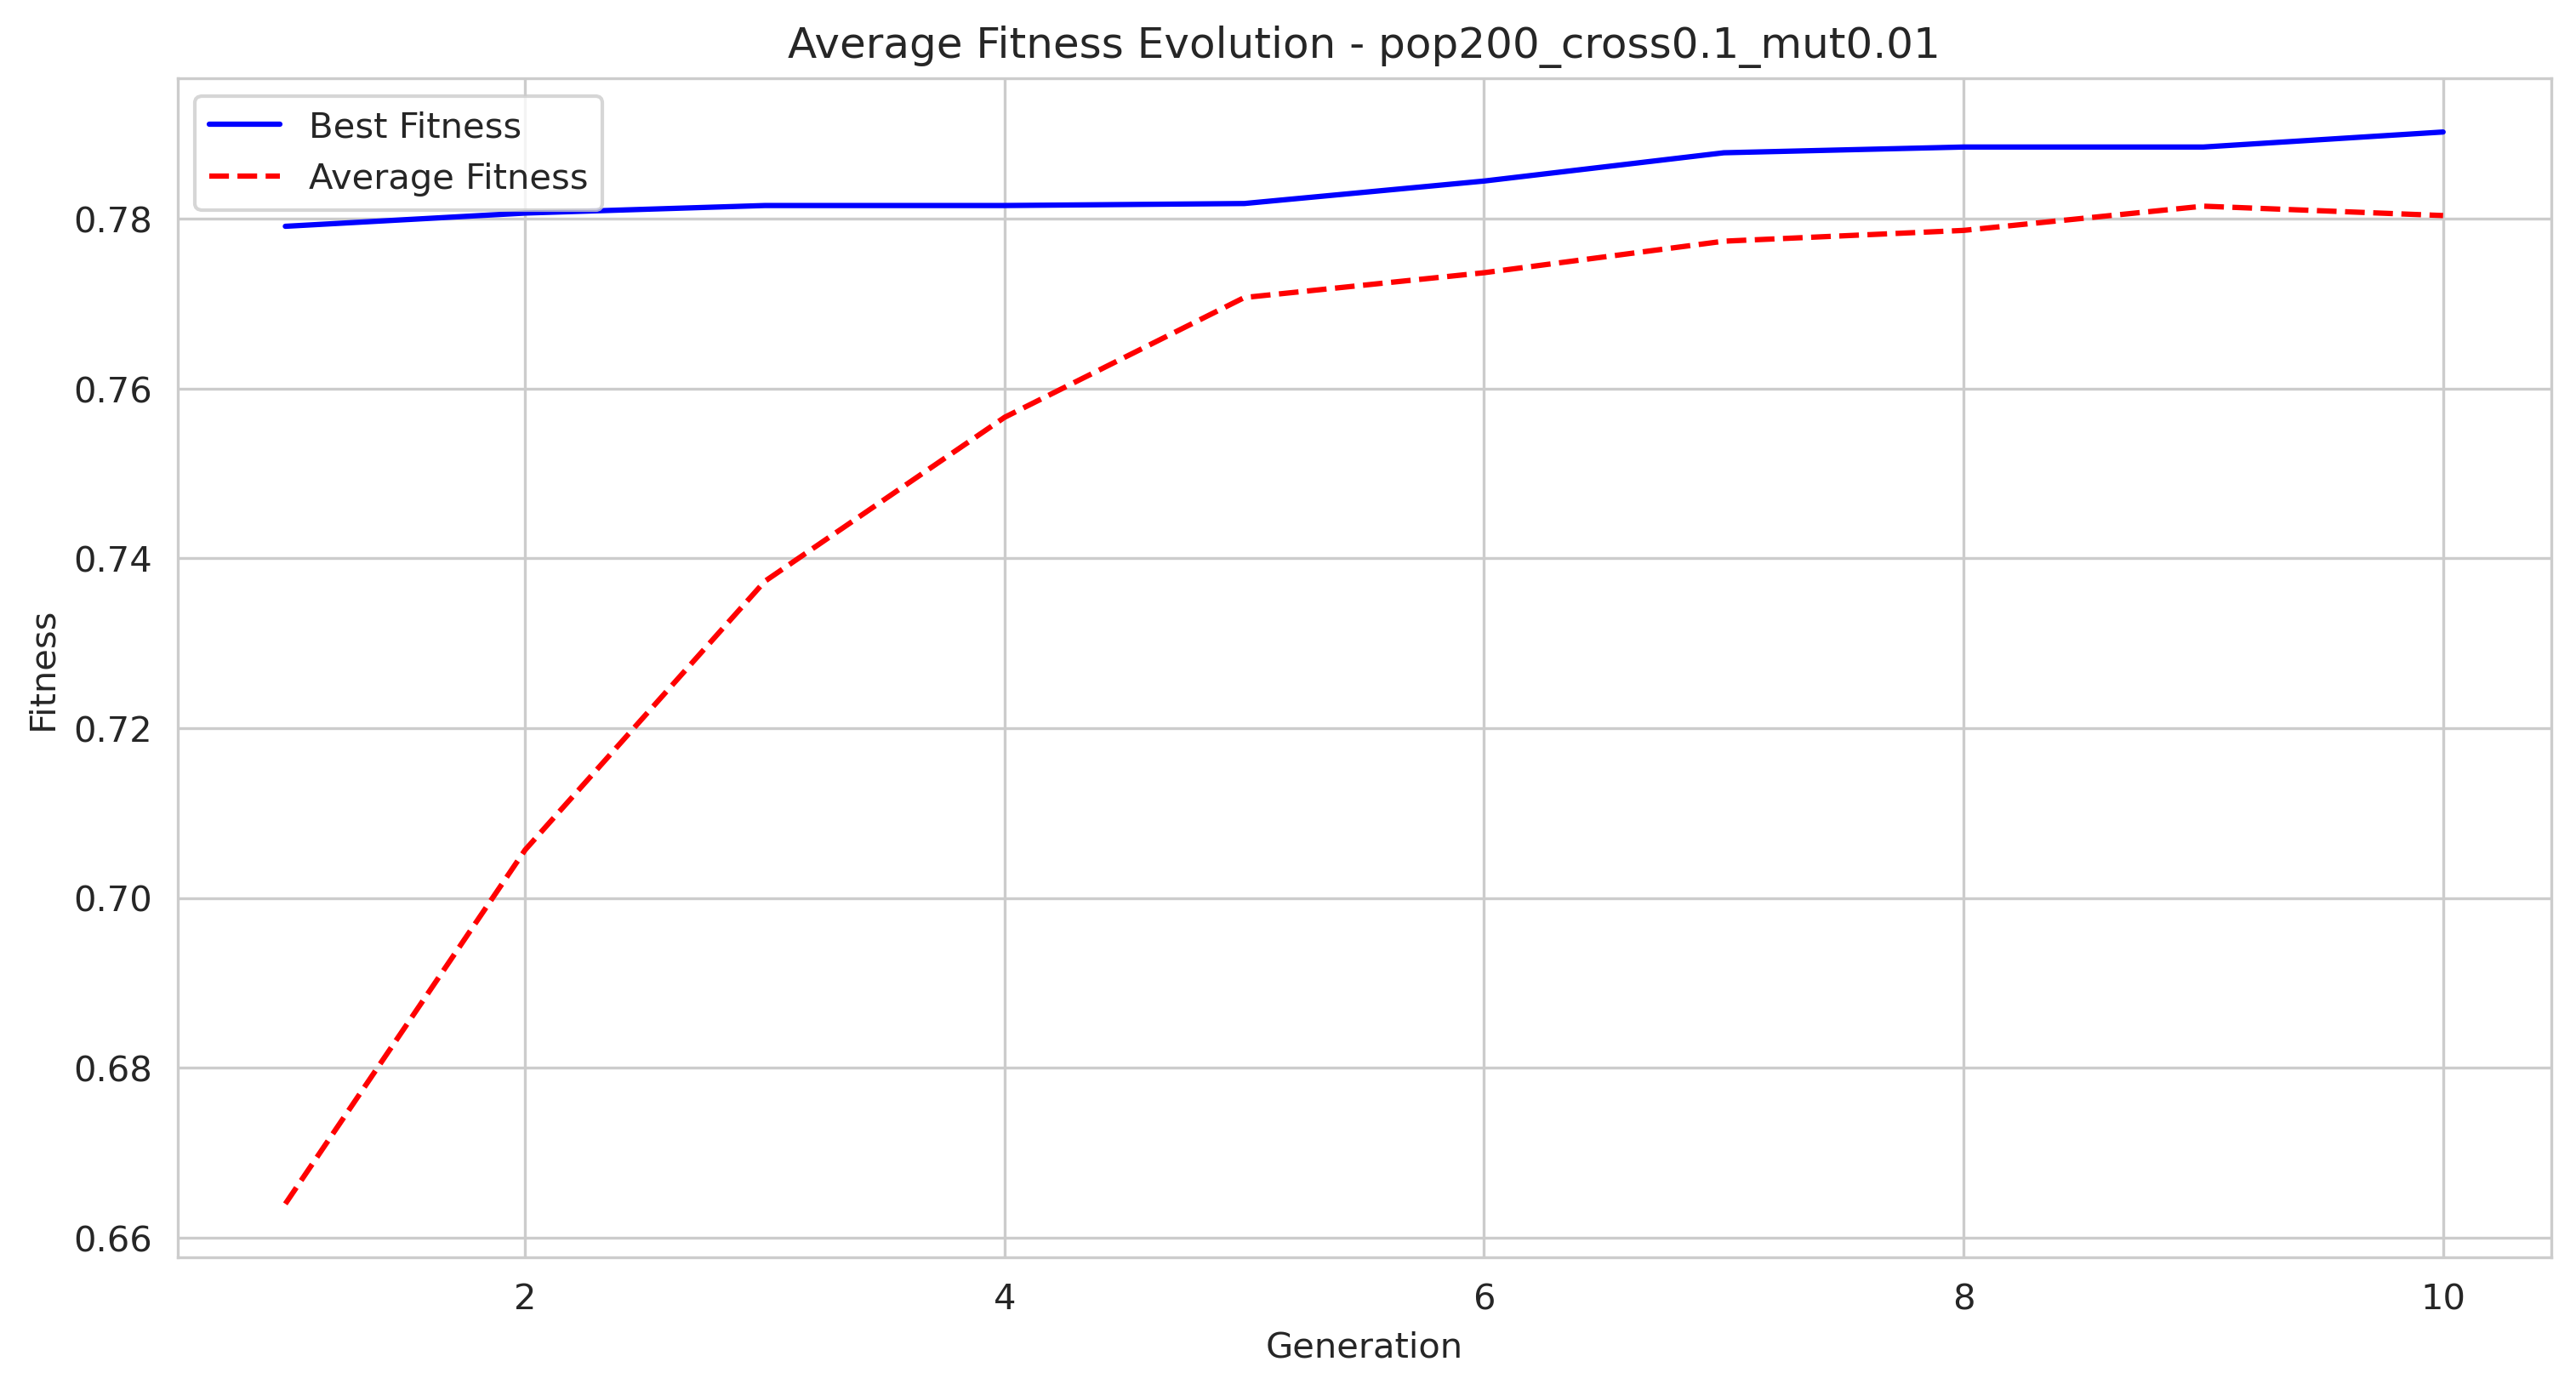 Average Fitness Evolution - pop200_cross0.1_mut0.01
Best Fitness
Average Fitness
0.78
0.76
0.74
0.72
0.70
0.68
0.66
Fitness
2 4 6 8 10
Generation